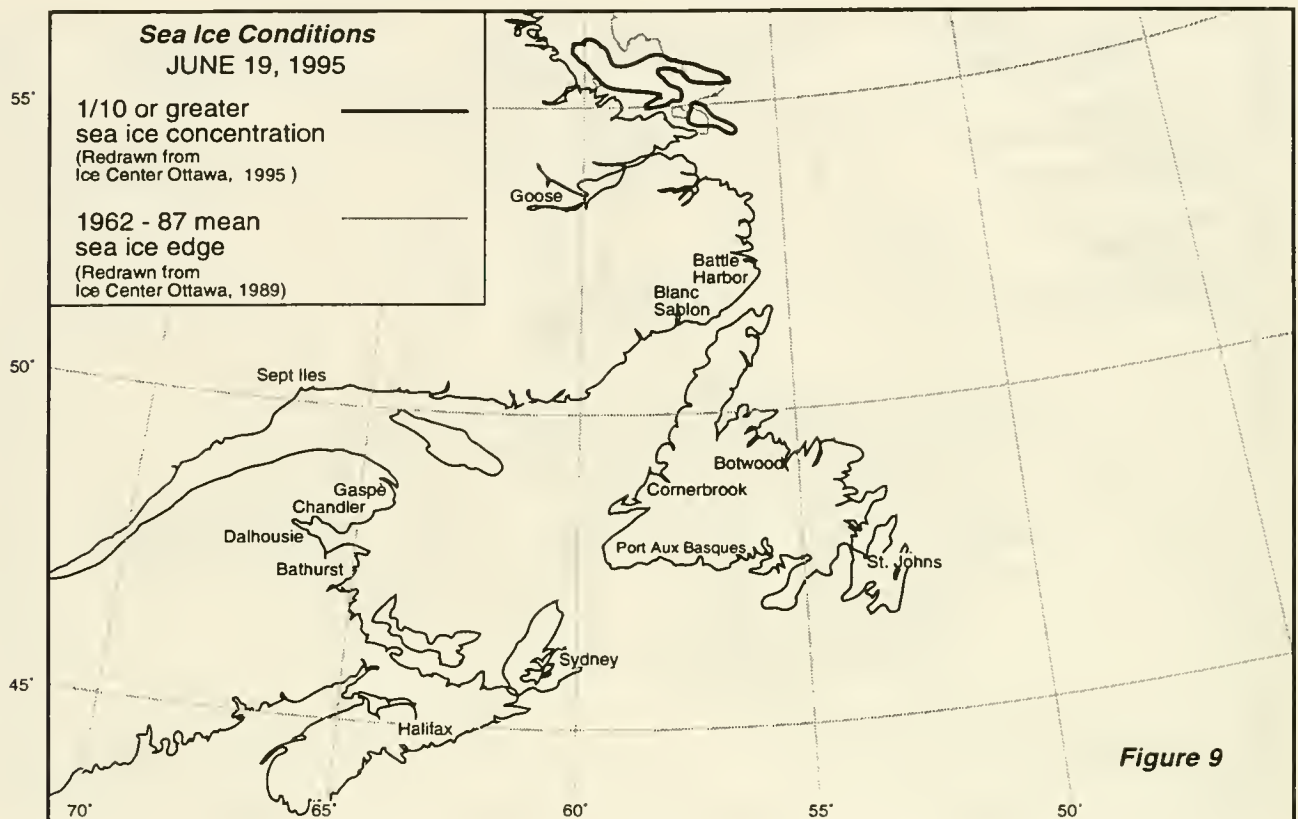 Sea Ice Conditions
JUNE 19, 1995
1/10 or greater
sea ice concentration
(Redrawn from
Ice Center Ottawa, 1995 )
1962 - 87 mean
sea ice edge
(Redrawn from
Ice Center Ottawa, 1989)
55°
Goose
Battle
Harbor
Blanc
Sablon
50°
Sept Iles
Botwood
Gaspè
Cornerbrook
Chandler
Dalhousie
Port Aux Basques
St. Johns
Bathurst
Sydney
45°
Halifax
Figure 9
70°
65°
60°
55°
50°